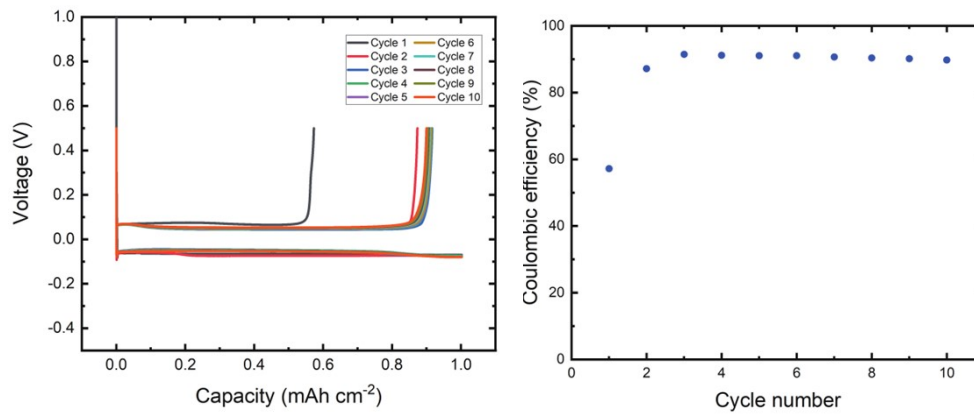 1.0
0.8
0.6
0.4
0.2
0.0
-0.2
-0.4
Voltage (V)
Cycle 1
Cycle 2
Cycle 3
Cycle 4
Cycle 5
Cycle 6
Cycle 7
Cycle 8
Cycle 9
Cycle 10
0.0 0.2 0.4 0.6 0.8 1.0
Capacity (mAh cm⁻²)
100
80
60
40
20
0
Coulombic efficiency (%)
0 2 4 6 8 10
Cycle number